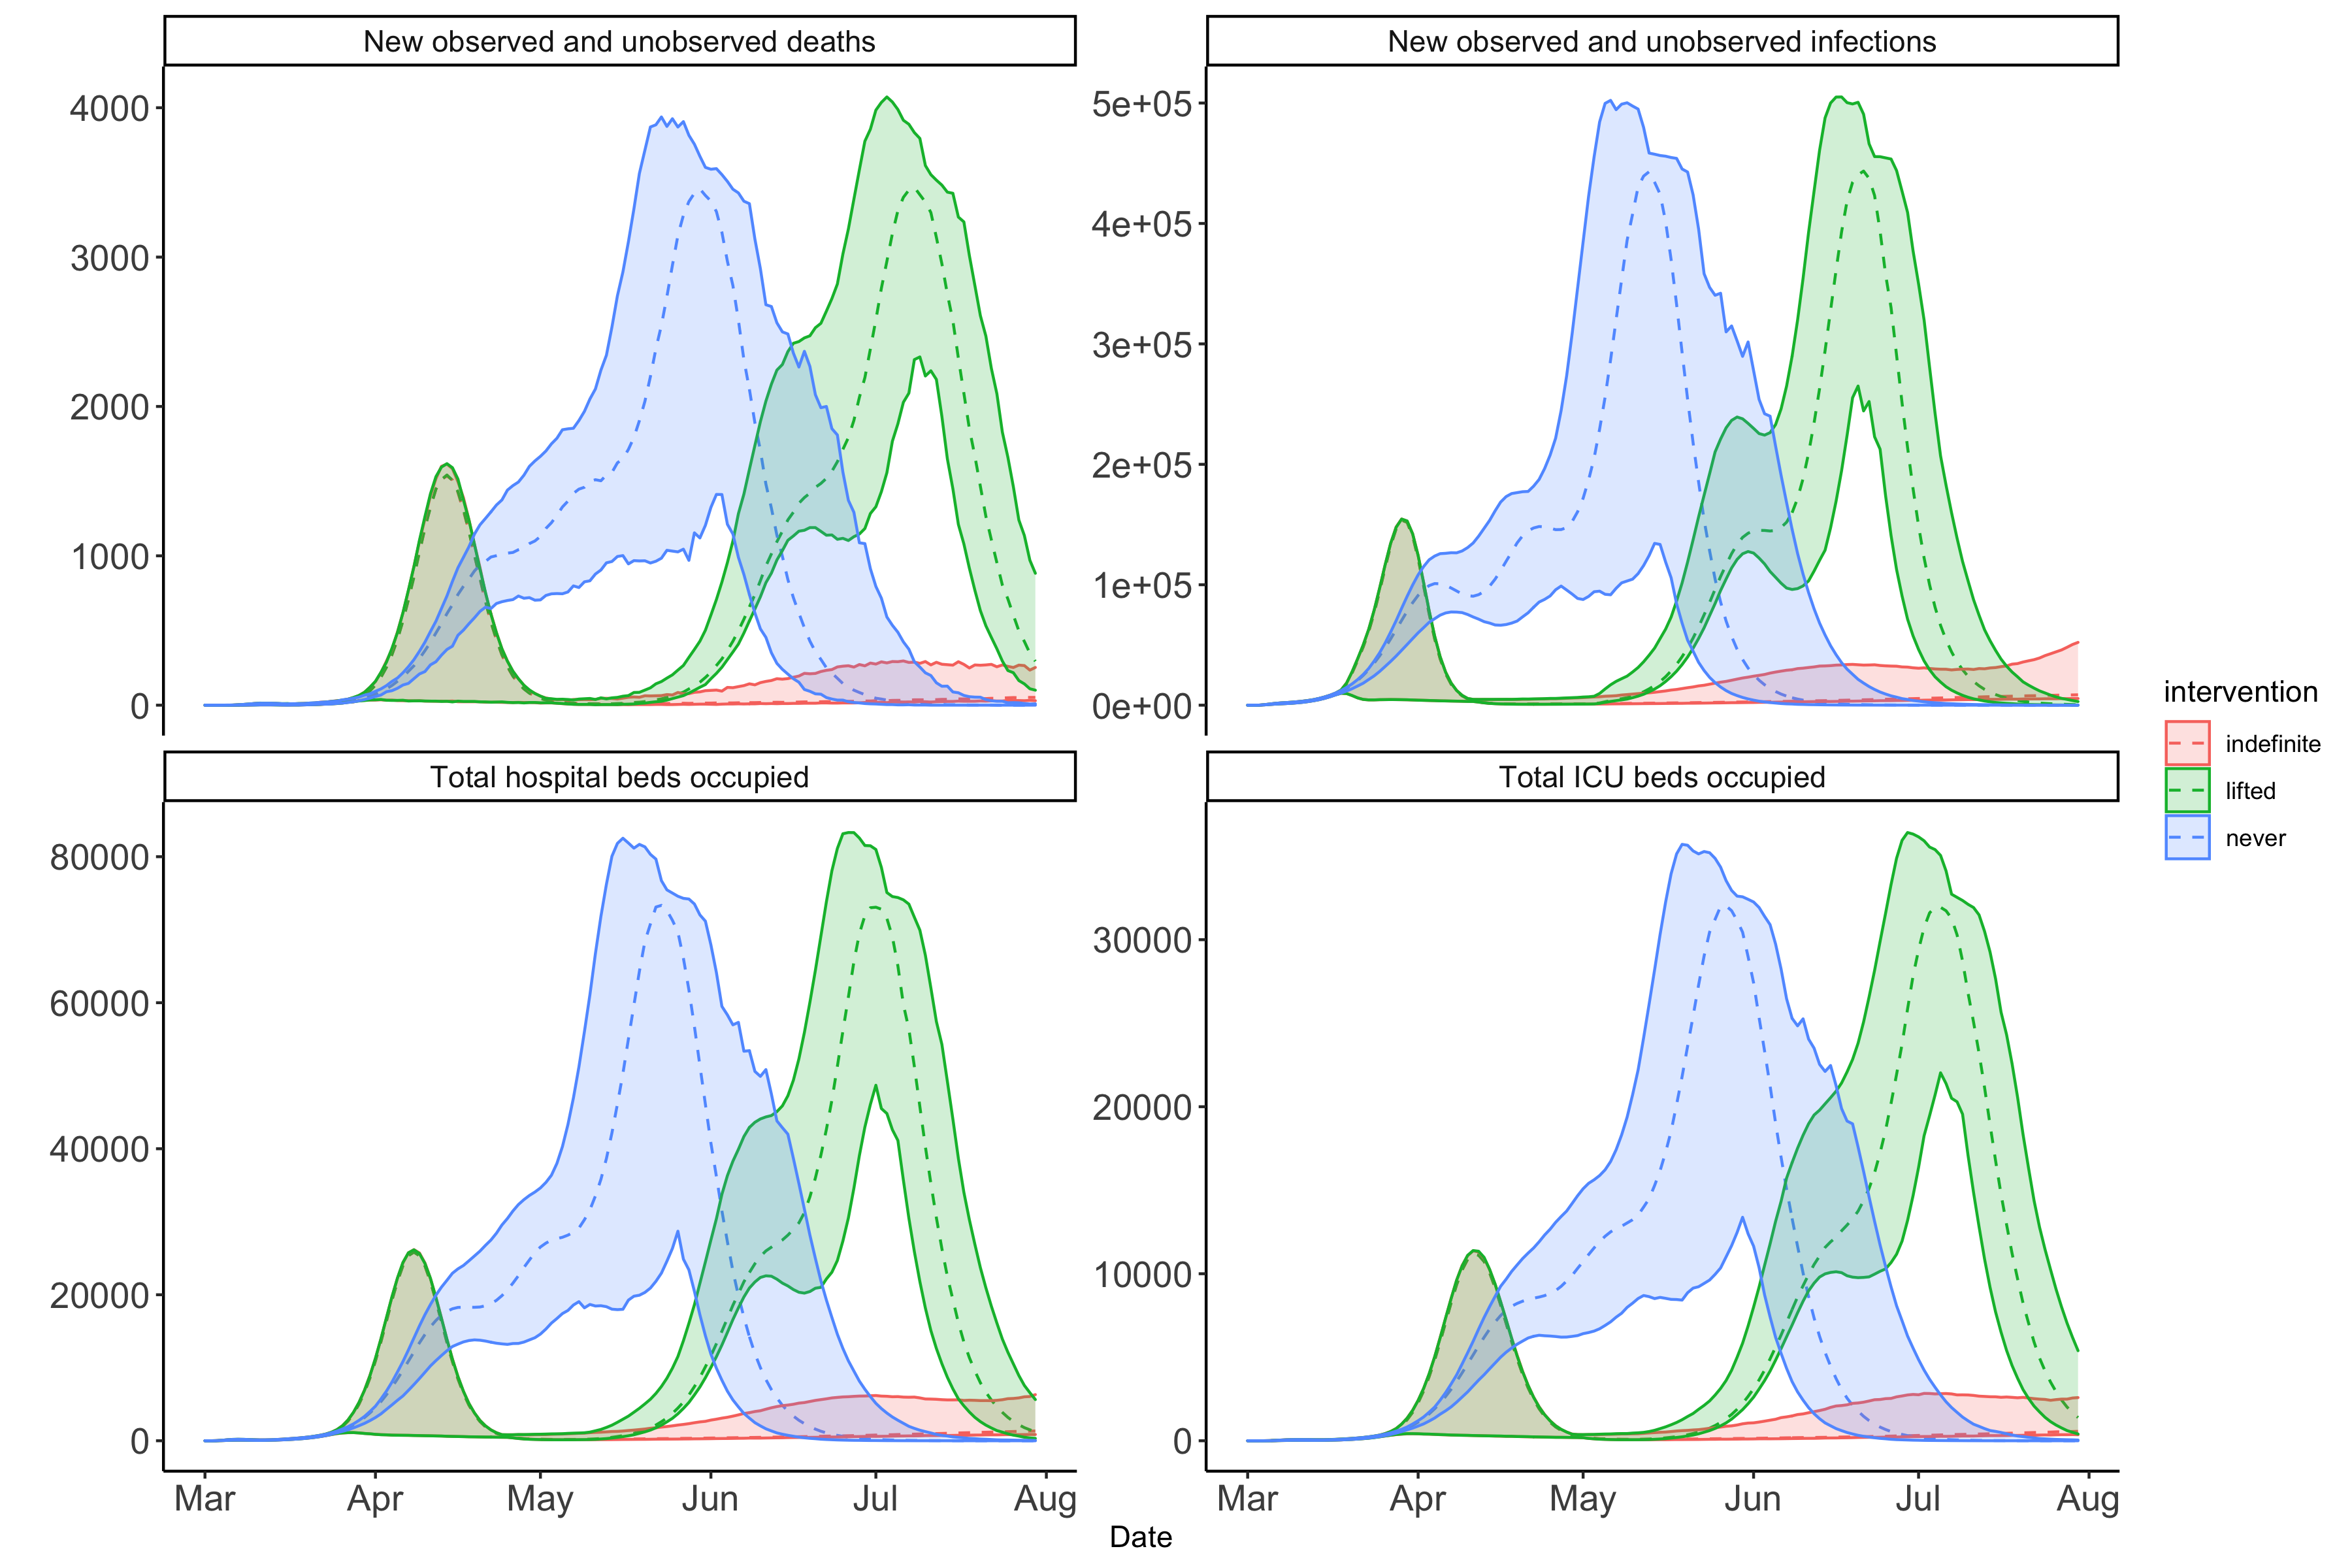 New observed and unobserved deaths
New observed and unobserved infections
4000
3000
2000
1000
0
5e+05
4e+05
3e+05
2e+05
1e+05
0e+00
Total hospital beds occupied
Total ICU beds occupied
80000
60000
40000
20000
0
30000
20000
10000
0
Mar Apr May Jun Jul Aug
Mar Apr May Jun Jul Aug
Date
intervention
indefinite
lifted
never